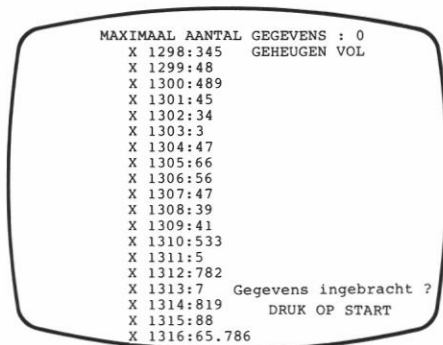 MAXIMAAL AANTAL GEGEVENS : 0
X 1298:345 GEHEUGEN VOL
X 1299:48
X 1300:489
X 1301:45
X 1302:34
X 1303:3
X 1304:47
X 1305:66
X 1306:56
X 1307:47
X 1308:39
X 1309:41
X 1310:533
X 1311:5
X 1312:782
X 1313:7 Gegevens ingebracht ?
X 1314:819 DRUK OP START
X 1315:88
X 1316:65.786